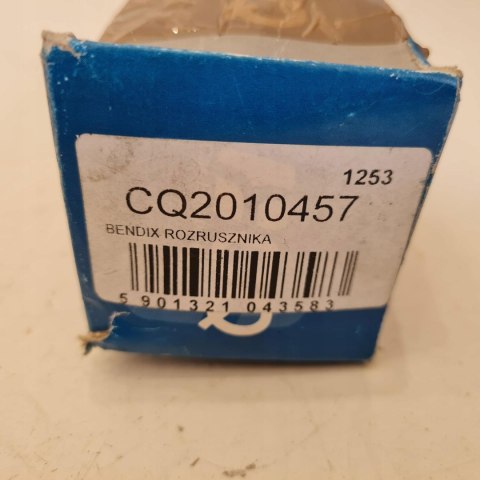 1253
CQ2010457
BENDIX ROZRUSZNIKA
5 901321 043583